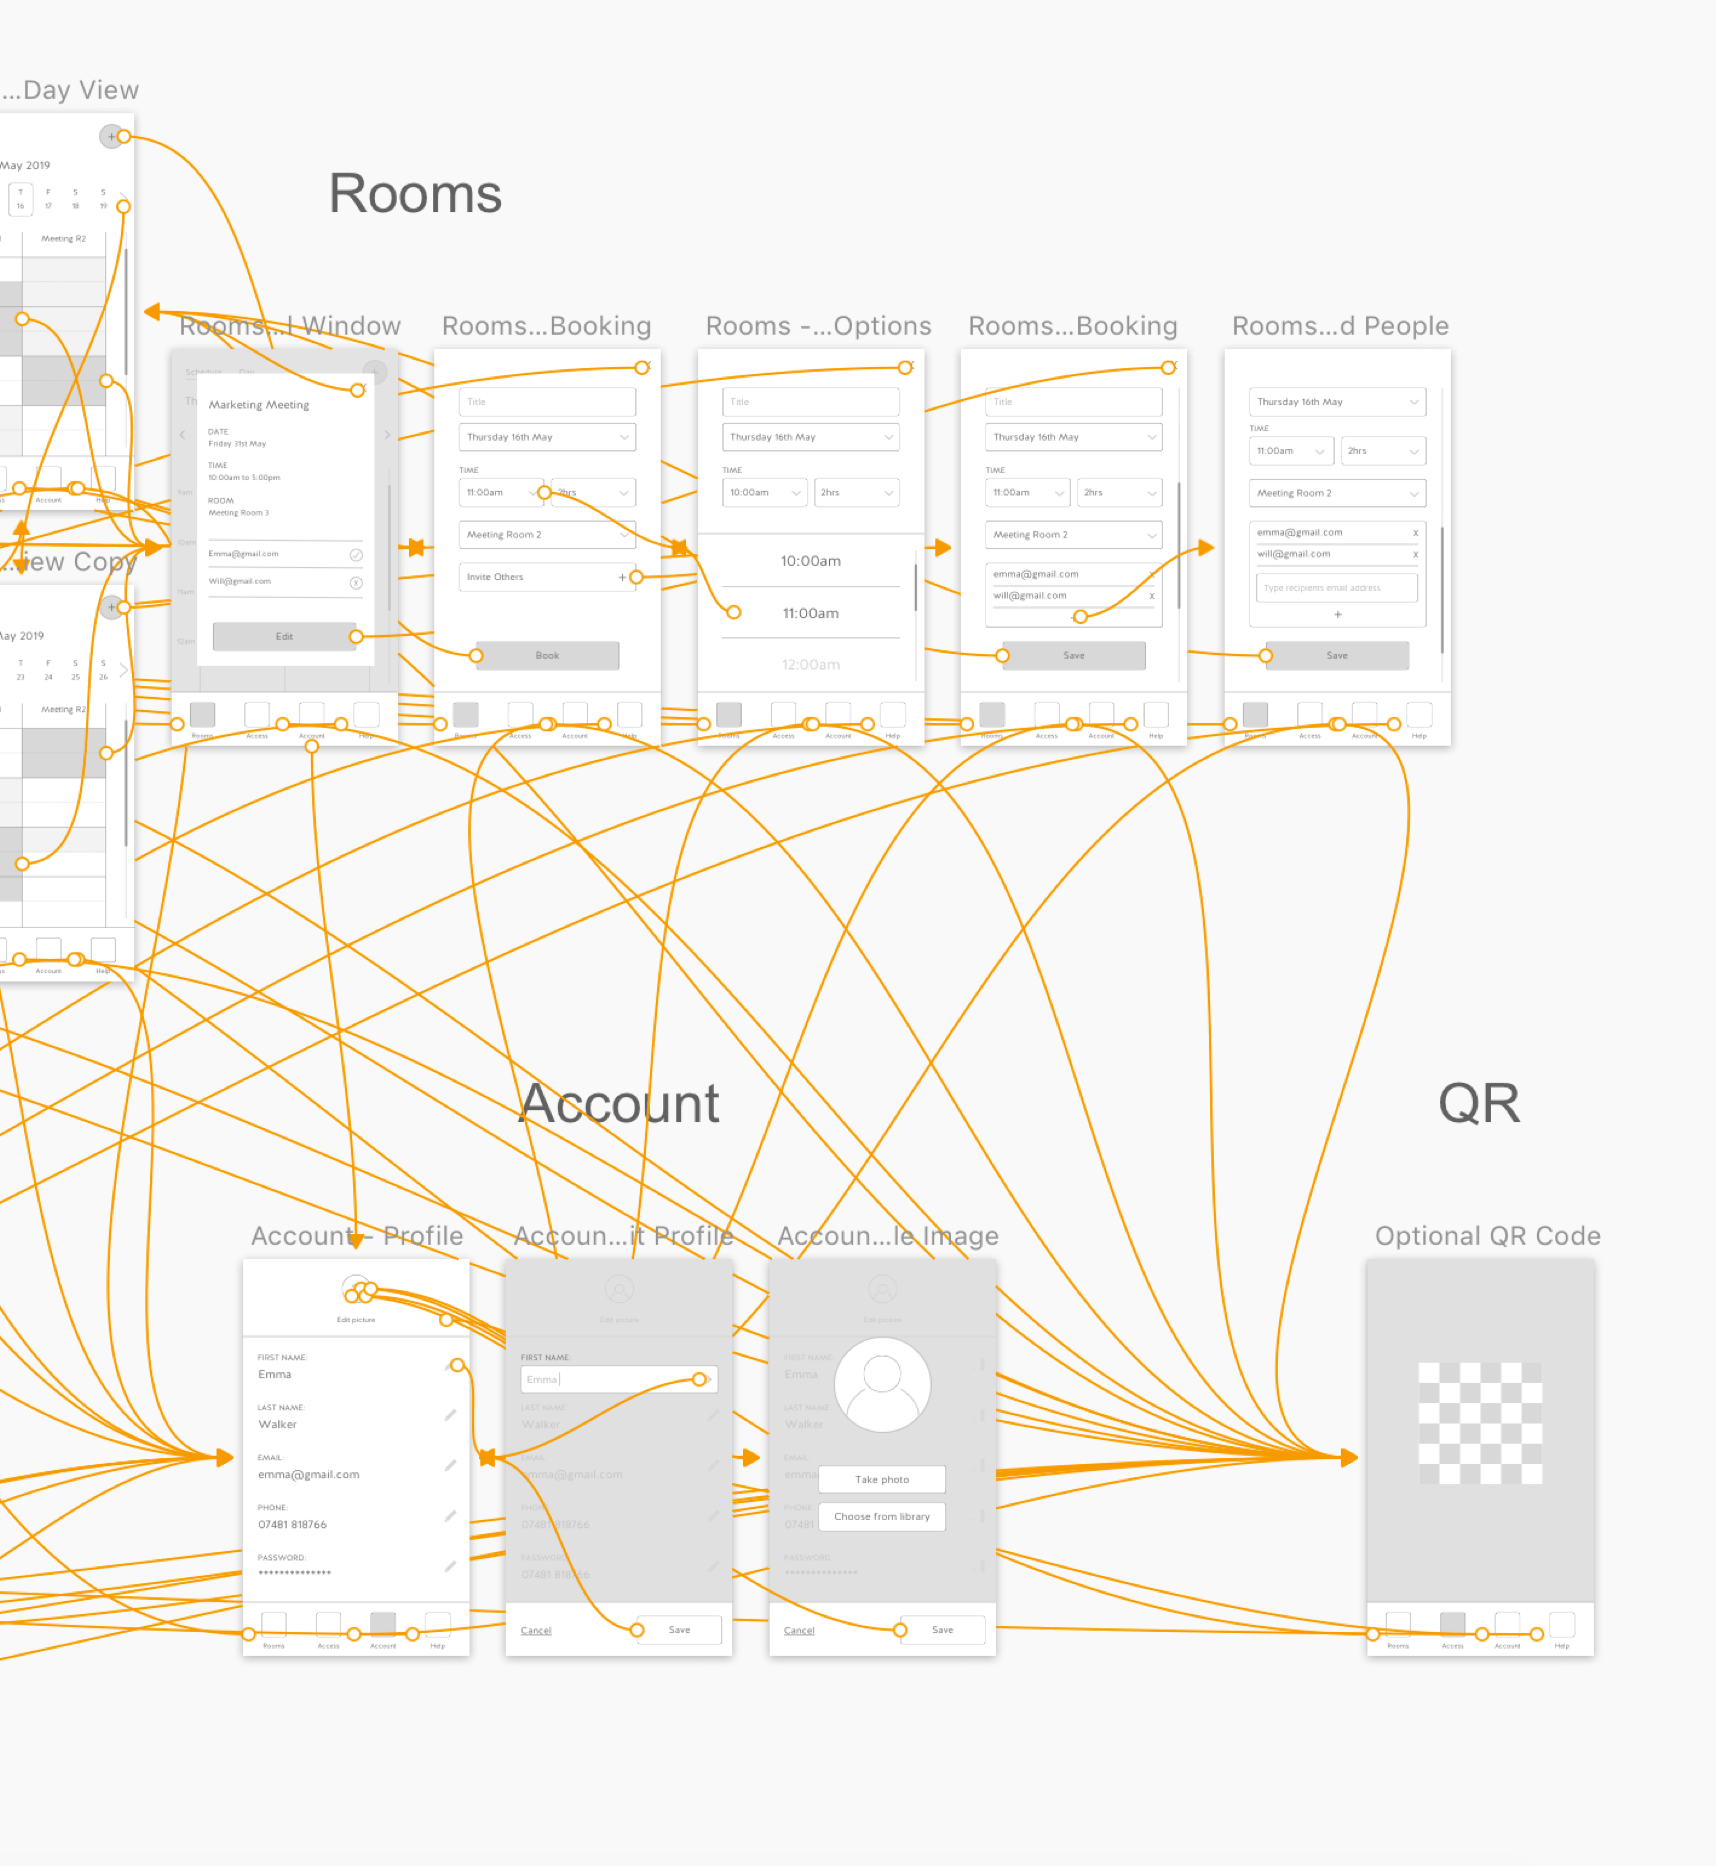 ...Day View
+
May 2019
T F S S
16 17 18 19
Meeting R2
Account Help
...iew Copy
+
May 2019
T F S S
23 24 25 26
Meeting R2
Account Help
Rooms
Rooms...l Window
Schedule Day
Th
9am
10am
11am
12am
Marketing Meeting
DATE
Friday 31st May
TIME
10:00am to 5:00pm
ROOM
Meeting Room 3
Emma@gmail.com
Will@gmail.com
Edit
Rooms Access Account Help
Rooms...Booking
Title
Thursday 16th May
TIME
11:00am 2hrs
Meeting Room 2
Invite Others +
Book
Rooms Access Account Help
Rooms -...Options
Title
Thursday 16th May
TIME
10:00am 2hrs
10:00am
11:00am
12:00am
Rooms Access Account Help
Rooms...Booking
Title
Thursday 16th May
TIME
11:00am 2hrs
Meeting Room 2
emma@gmail.com x
will@gmail.com x
Save
Rooms Access Account Help
Rooms...d People
Thursday 16th May
TIME
11:00am 2hrs
Meeting Room 2
emma@gmail.com x
will@gmail.com x
Type recipients email address
+
Save
Rooms Access Account Help
Account
Account - Profile
Edit picture
FIRST NAME:
Emma
LAST NAME:
Walker
EMAIL:
emma@gmail.com
PHONE:
07481 818766
PASSWORD:
**************
Rooms Access Account Help
Accoun...it Profile
Edit picture
FIRST NAME:
Emma
LAST NAME:
Walker
EMAIL:
emma@gmail.com
PHONE:
07481 818766
PASSWORD:
07481 818766
Cancel Save
Accoun...le Image
Edit picture
FIRST NAME:
Emma
LAST NAME:
Walker
EMAIL:
emma
Take photo
PHONE:
07481
Choose from library
PASSWORD:
**************
Cancel Save
QR
Optional QR Code
Rooms Access Account Help